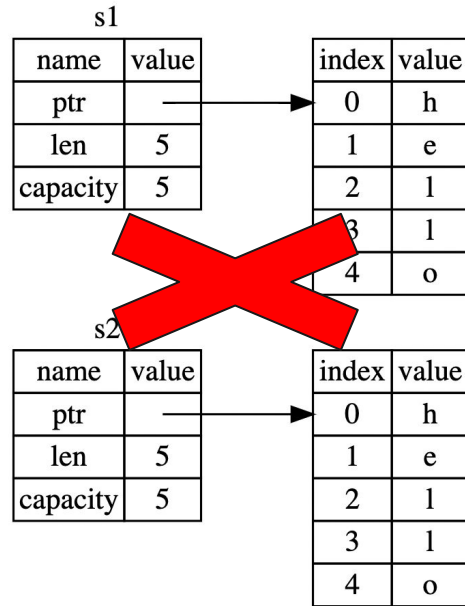 s1
name value
ptr
len 5
capacity 5
index value
0 h
1 e
2 l
3 l
4 o
s2
name value
ptr
len 5
capacity 5
index value
0 h
1 e
2 l
3 l
4 o